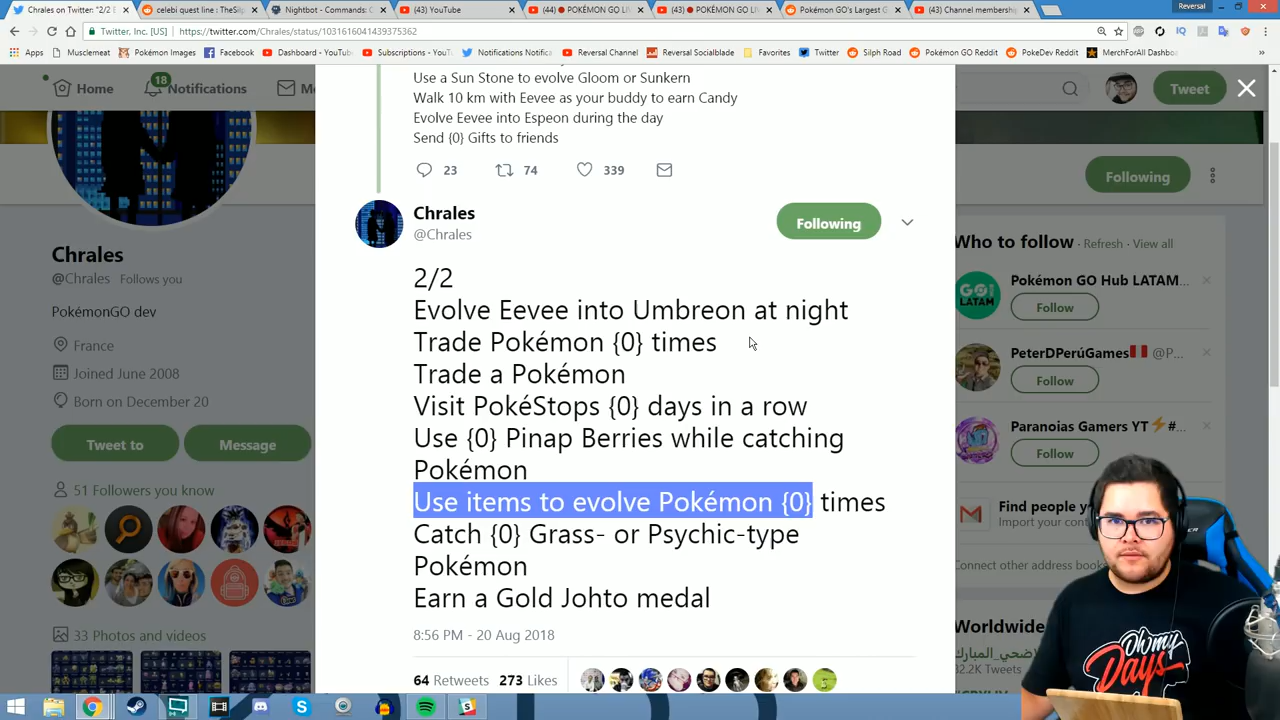 Chrales on Twitter: "2/2 E
celebi quest line : TheSilp
Nightbot - Commands: C
(43) YouTube
(44) POKÉMON GO LIV
(43) POKÉMON GO LIV
Pokémon GO's Largest G
(43) Channel membership
Reversal
Twitter, Inc. [US] https://twitter.com/Chrales/status/1031616041439375362
Apps Musclemeat Pokémon Images Facebook Dashboard - YouTu Subscriptions - YouT Notifications Notific Reversal Channel Reversal Socialblade Favorites Twitter Silph Road Pokémon GO Reddit PokeDev Reddit MerchForAll Dashbo
Home
18
Notifications
Tweet
Use a Sun Stone to evolve Gloom or Sunkern
Walk 10 km with Eevee as your buddy to earn Candy
Evolve Eevee into Espeon during the day
Send {0} Gifts to friends
23 74 339
Following
Chrales
@Chrales
Following
2/2
Evolve Eevee into Umbreon at night
Trade Pokémon {0} times
Trade a Pokémon
Visit PokéStops {0} days in a row
Use {0} Pinap Berries while catching
Pokémon
Use items to evolve Pokémon {0} times
Catch {0} Grass- or Psychic-type
Pokémon
Earn a Gold Johto medal
8:56 PM - 20 Aug 2018
64 Retweets 273 Likes
Chrales
@Chrales Follows you
PokémonGO dev
France
Joined June 2008
Born on December 20
Tweet to
Message
51 Followers you know
33 Photos and videos
Who to follow · Refresh · View all
Pokémon GO Hub LATAM...
Follow
PeterDPerúGames @P...
Follow
Paranoias Gamers YT #...
Follow
Find people y
Import your cont
Connect other address book
Worldwide
Oh my
Days